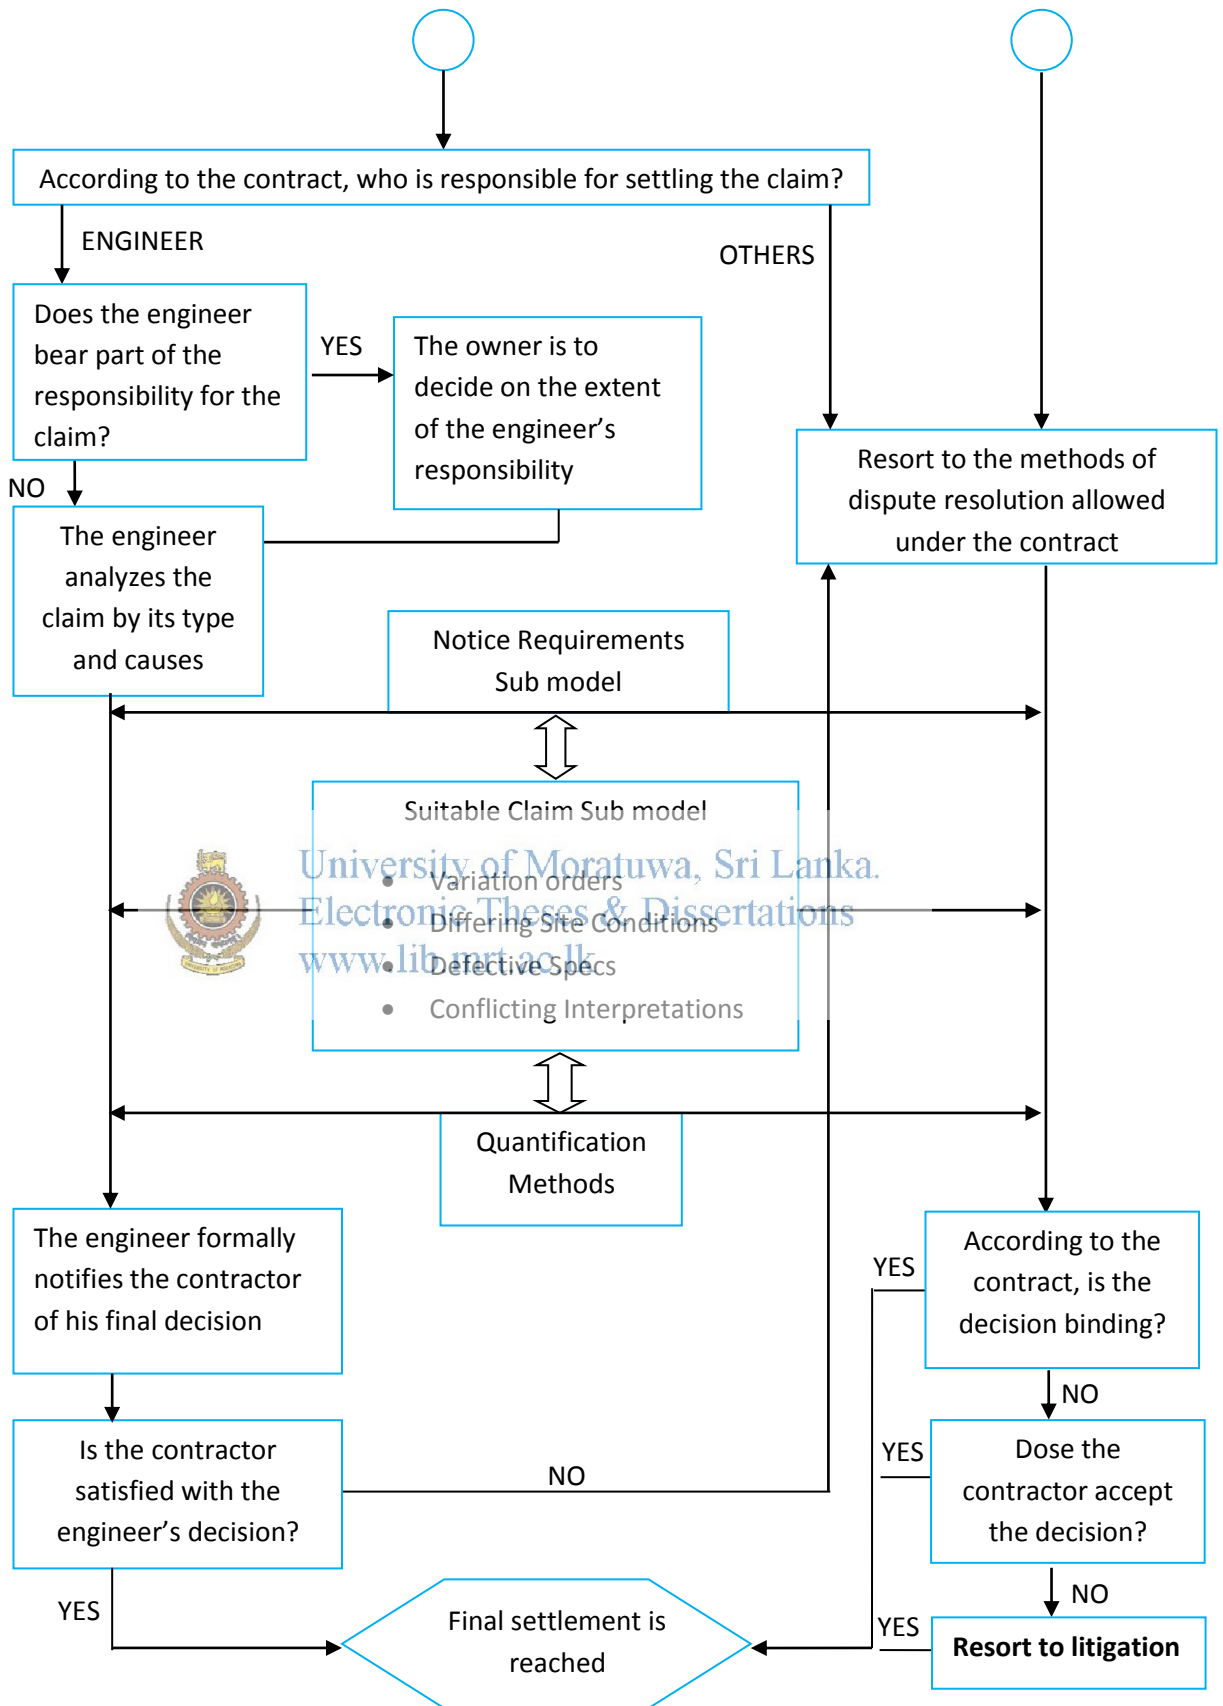 According to the contract, who is responsible for settling the claim?
ENGINEER
OTHERS
Does the engineer
bear part of the
responsibility for the
claim?
YES
The owner is to
decide on the extent
of the engineer’s
responsibility
NO
The engineer
analyzes the
claim by its type
and causes
Resort to the methods of
dispute resolution allowed
under the contract
Notice Requirements
Sub model
Suitable Claim Sub model
University of Moratuwa, Sri Lanka.
Electronic Theses & Dissertations
www.lib.mrt.ac.lk
• Variation orders
• Differing Site Conditions
• Defective Specs
• Conflicting Interpretations
Quantification
Methods
The engineer formally
notifies the contractor
of his final decision
YES
According to the
contract, is the
decision binding?
NO
Is the contractor
satisfied with the
engineer’s decision?
NO
YES
Dose the
contractor accept
the decision?
NO
YES
Final settlement is
reached
YES
Resort to litigation